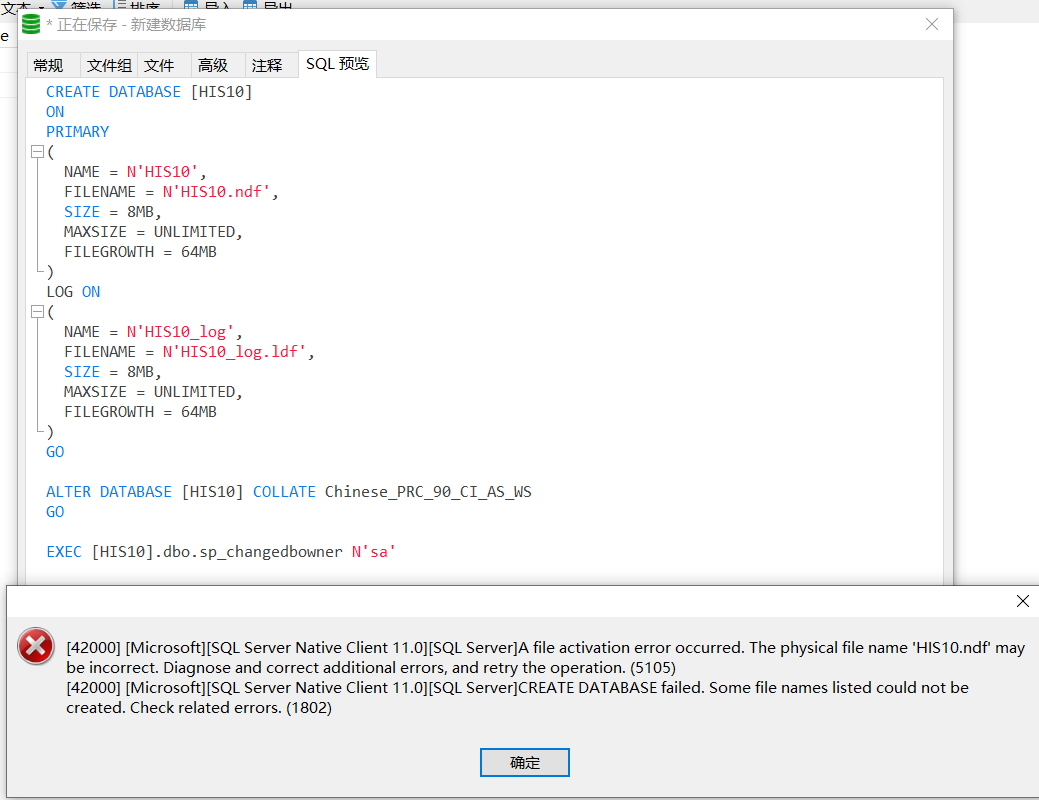 文本 筛选 排序 导入 导出
e
* 正在保存 - 新建数据库
常规 文件组 文件 高级 注释 SQL 预览
CREATE DATABASE [HIS10]
ON
PRIMARY
(
NAME = N'HIS10',
FILENAME = N'HIS10.ndf',
SIZE = 8MB,
MAXSIZE = UNLIMITED,
FILEGROWTH = 64MB
)
LOG ON
(
NAME = N'HIS10_log',
FILENAME = N'HIS10_log.ldf',
SIZE = 8MB,
MAXSIZE = UNLIMITED,
FILEGROWTH = 64MB
)
GO
ALTER DATABASE [HIS10] COLLATE Chinese_PRC_90_CI_AS_WS
GO
EXEC [HIS10].dbo.sp_changedbowner N'sa'
[42000] [Microsoft][SQL Server Native Client 11.0][SQL Server]A file activation error occurred. The physical file name 'HIS10.ndf' may
be incorrect. Diagnose and correct additional errors, and retry the operation. (5105)
[42000] [Microsoft][SQL Server Native Client 11.0][SQL Server]CREATE DATABASE failed. Some file names listed could not be
created. Check related errors. (1802)
确定